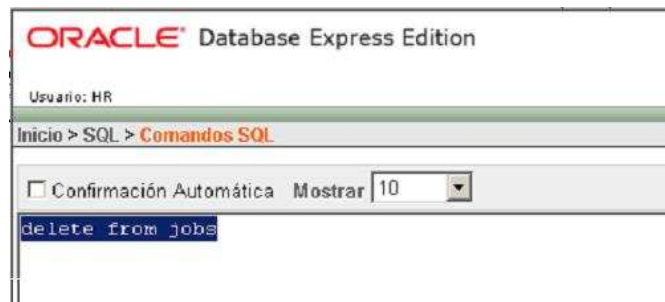 ORACLE Database Express Edition
Usuario: HR
Inicio > SQL > Comandos SQL
Confirmación Automática Mostrar 10
delete from jobs